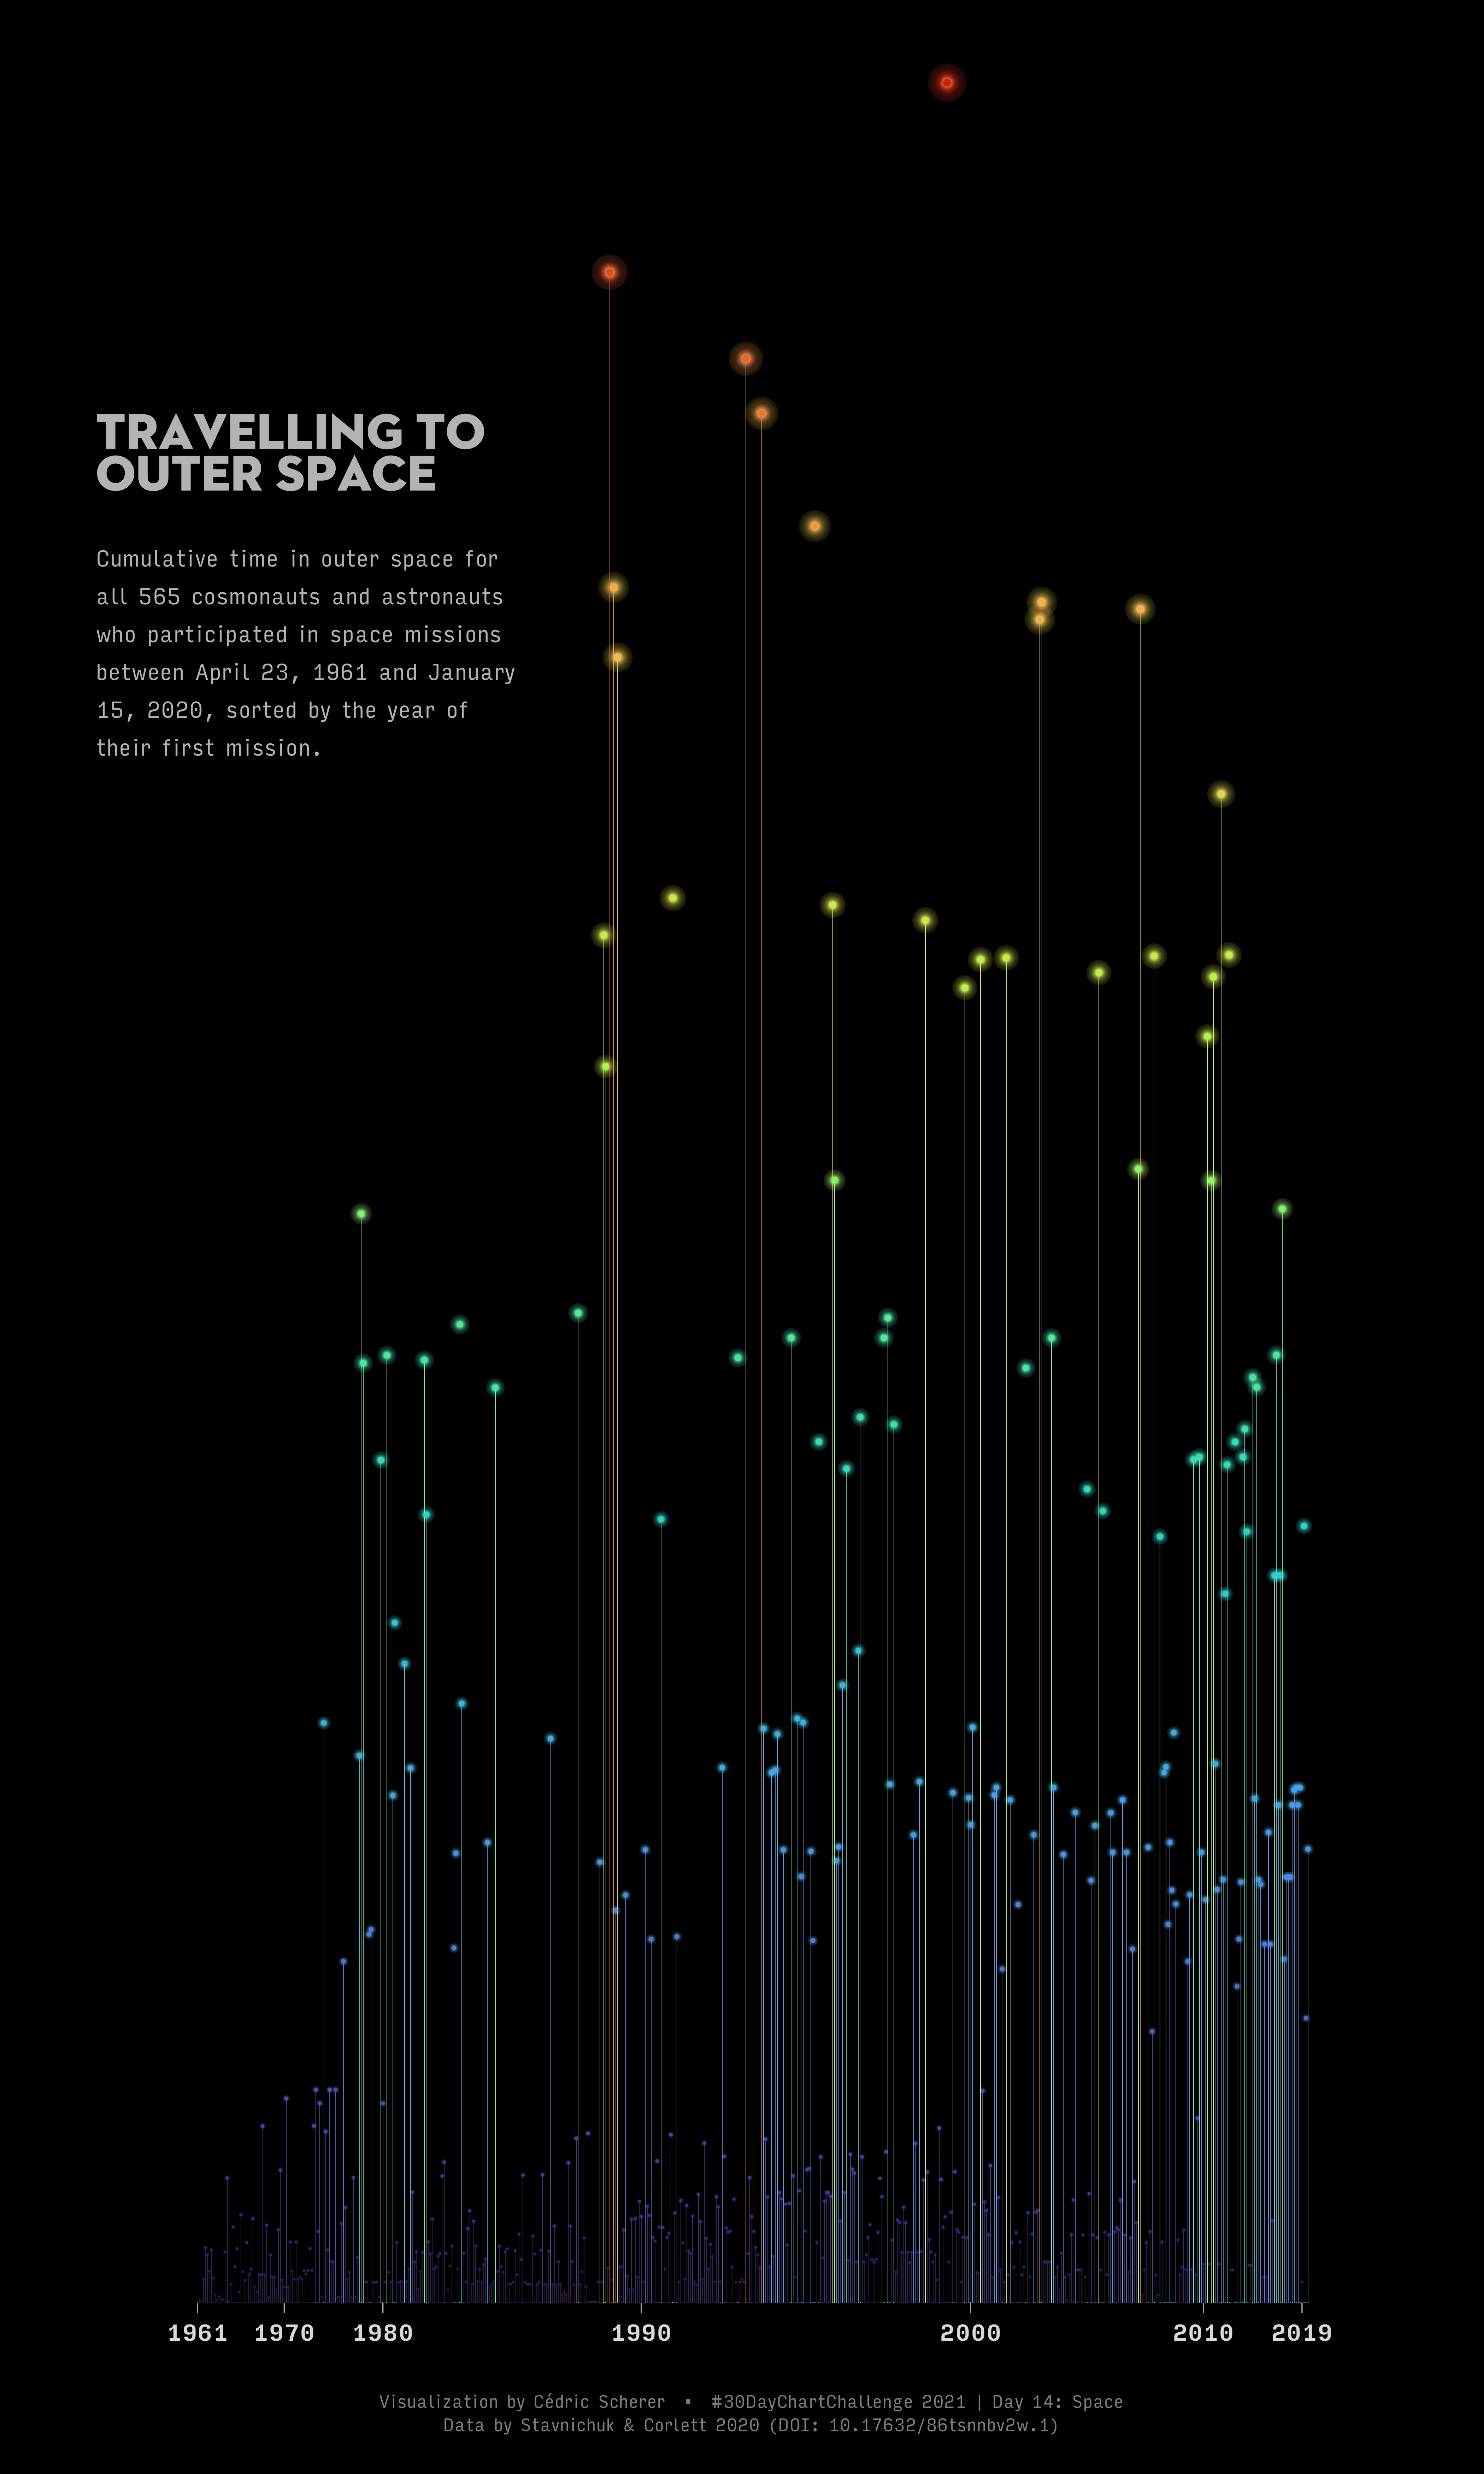 TRAVELLING TO
OUTER SPACE
Cumulative time in outer space for
all 565 cosmonauts and astronauts
who participated in space missions
between April 23, 1961 and January
15, 2020, sorted by the year of
their first mission.
1961 1970 1980 1990 2000 2010 2019
Visualization by Cédric Scherer • #30DayChartChallenge 2021 | Day 14: Space
Data by Stavnichuk & Corlett 2020 (DOI: 10.17632/86tsnnbv2w.1)